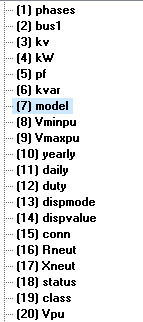 (1) phases
(2) bus1
(3) kv
(4) kW
(5) pf
(6) kvar
(7) model
(8) Vminpu
(9) Vmaxpu
(10) yearly
(11) daily
(12) duty
(13) dispmode
(14) dispvalue
(15) conn
(16) Rneut
(17) Xneut
(18) status
(19) class
(20) Vpu